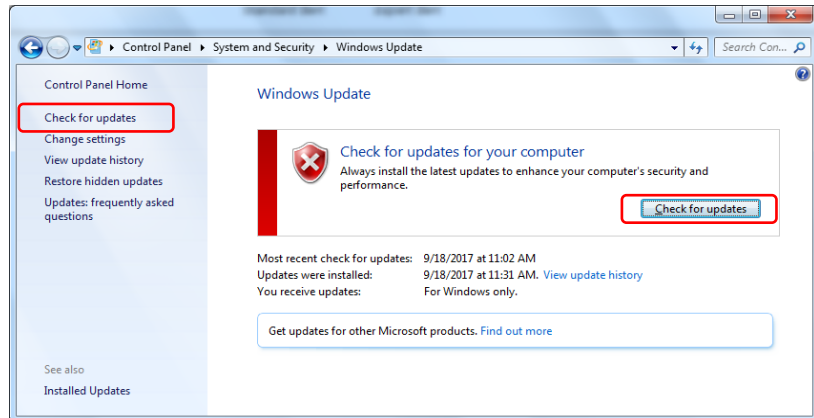 Control Panel ▸ System and Security ▸ Windows Update
Search Con...
Control Panel Home
Check for updates
Change settings
View update history
Restore hidden updates
Updates: frequently asked
questions
See also
Installed Updates
Windows Update
Check for updates for your computer
Always install the latest updates to enhance your computer's security and
performance.
Check for updates
Most recent check for updates: 9/18/2017 at 11:02 AM
Updates were installed: 9/18/2017 at 11:31 AM. View update history
You receive updates: For Windows only.
Get updates for other Microsoft products. Find out more